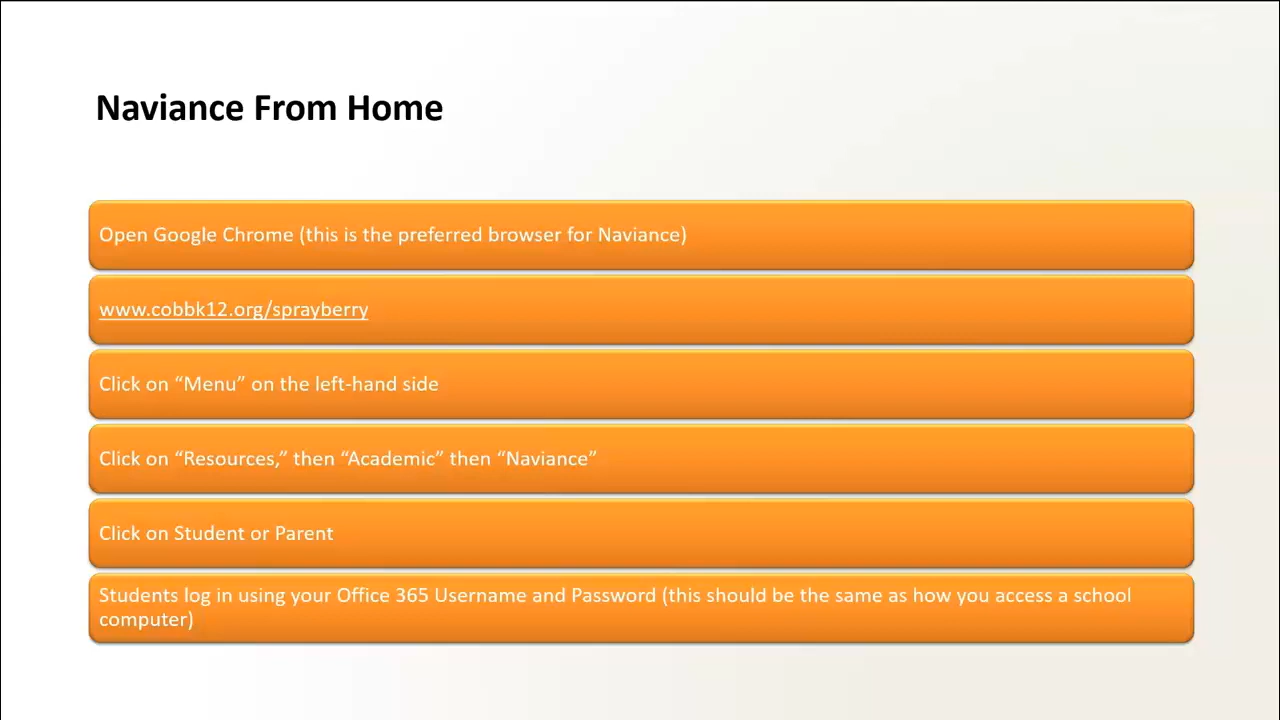 Naviance From Home
Open Google Chrome (this is the preferred browser for Naviance)
www.cobbk12.org/sprayberry
Click on “Menu” on the left-hand side
Click on “Resources,” then “Academic” then “Naviance”
Click on Student or Parent
Students log in using your Office 365 Username and Password (this should be the same as how you access a school
computer)